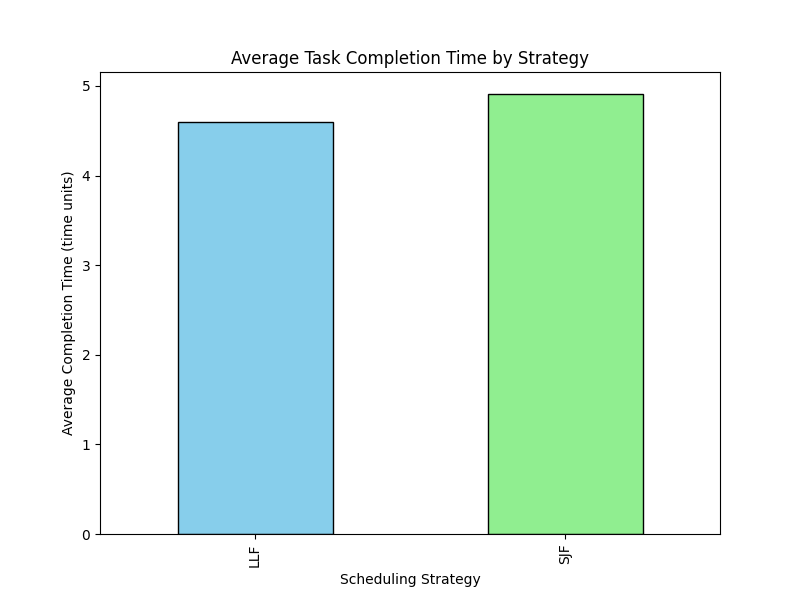 Average Task Completion Time by Strategy
Average Completion Time (time units)
5
4
3
2
1
0
LLF
SJF
Scheduling Strategy